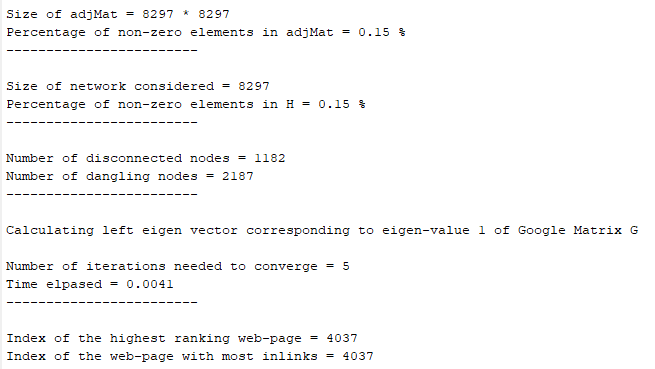 Size of adjMat = 8297 * 8297
Percentage of non-zero elements in adjMat = 0.15 %
------------------------
Size of network considered = 8297
Percentage of non-zero elements in H = 0.15 %
------------------------
Number of disconnected nodes = 1182
Number of dangling nodes = 2187
------------------------
Calculating left eigen vector corresponding to eigen-value 1 of Google Matrix G
Number of iterations needed to converge = 5
Time elpased = 0.0041
------------------------
Index of the highest ranking web-page = 4037
Index of the web-page with most inlinks = 4037